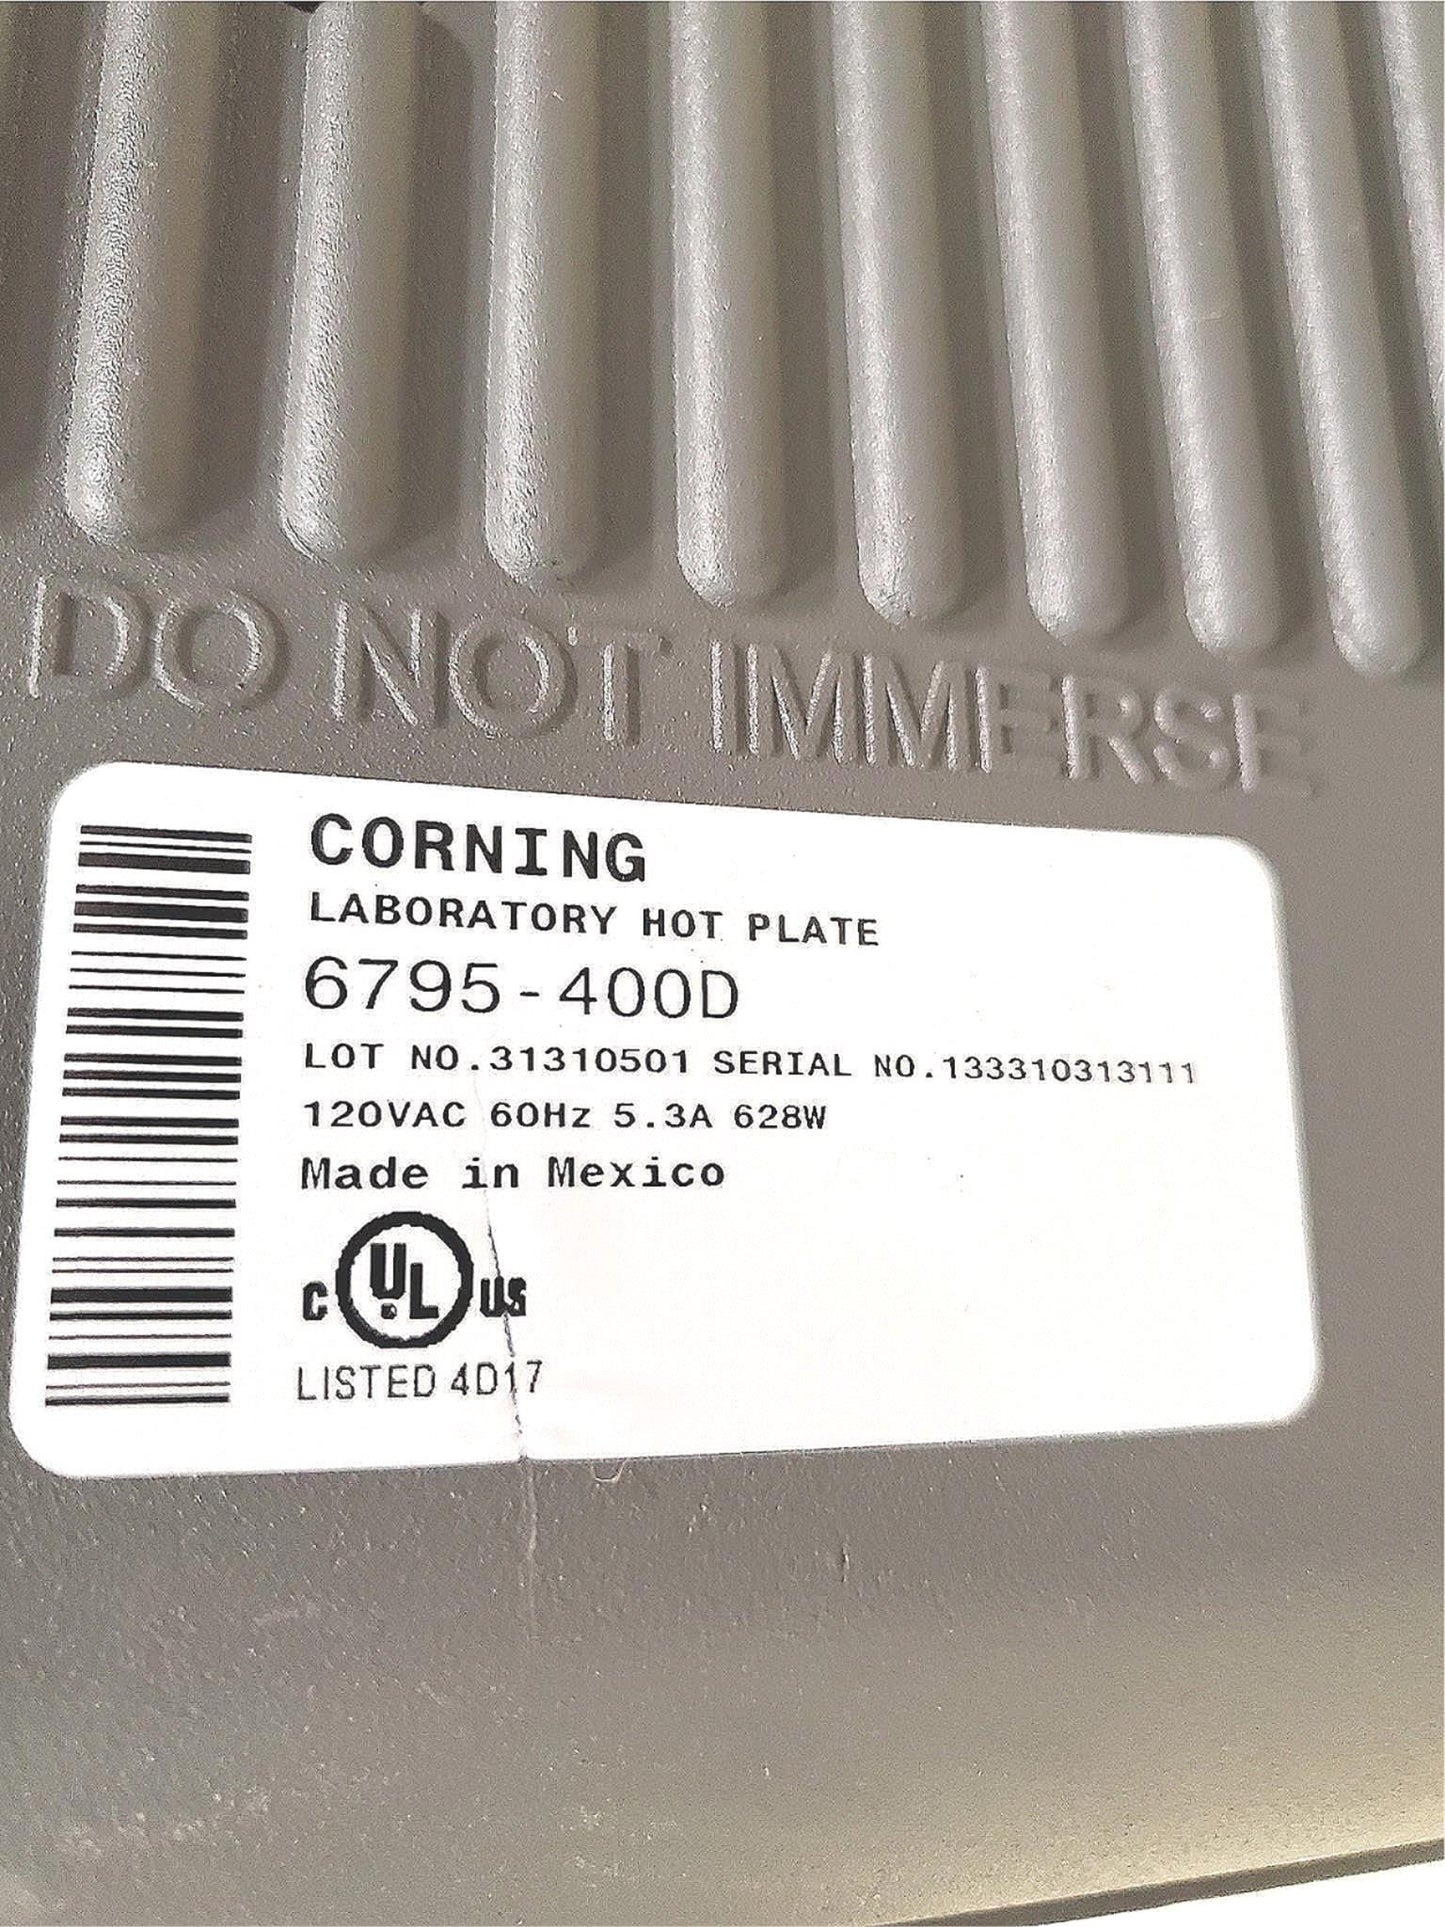 DO NOT IMMERSE
CORNING
LABORATORY HOT PLATE
6795-400D
LOT NO.31310501 SERIAL NO.133310313111
120VAC 60Hz 5.3A 628W
Made in Mexico
C UL US
LISTED 4D17